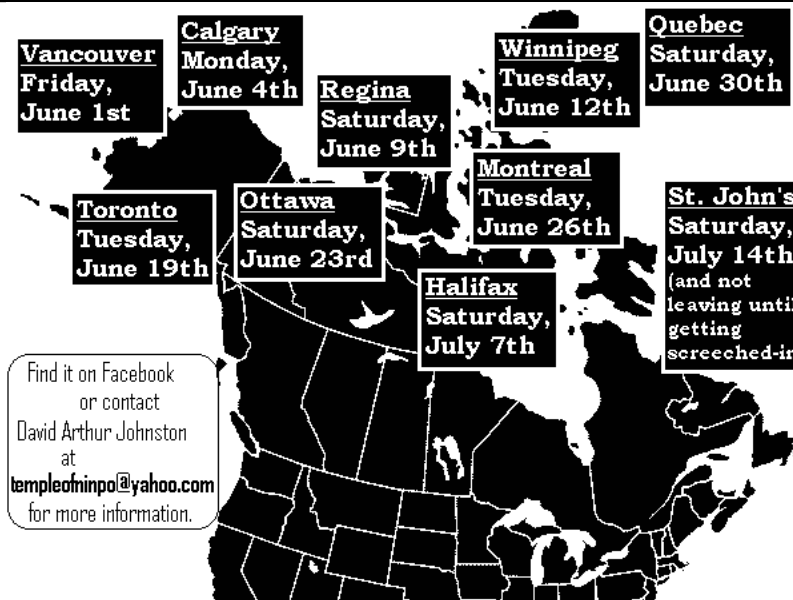 Vancouver
Friday,
June 1st
Calgary
Monday,
June 4th
Regina
Saturday,
June 9th
Winnipeg
Tuesday,
June 12th
Quebec
Saturday,
June 30th
Toronto
Tuesday,
June 19th
Ottawa
Saturday,
June 23rd
Montreal
Tuesday,
June 26th
Halifax
Saturday,
July 7th
St. John's
Saturday,
July 14th
(and not
leaving until
getting
screeched-in
Find it on Facebook
or contact
David Arthur Johnston
at
templeofninpo@yahoo.com
for more information.